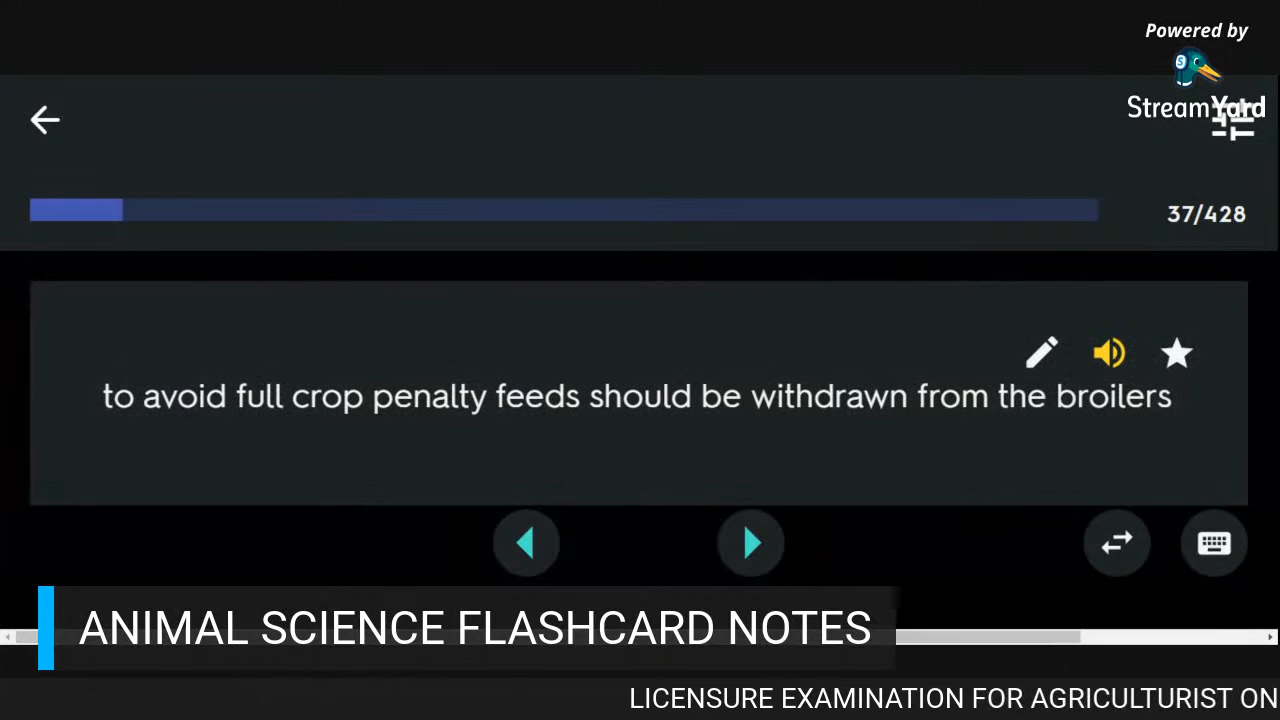 Powered by
StreamYard
37/428
to avoid full crop penalty feeds should be withdrawn from the broilers
ANIMAL SCIENCE FLASHCARD NOTES
LICENSURE EXAMINATION FOR AGRICULTURIST ON